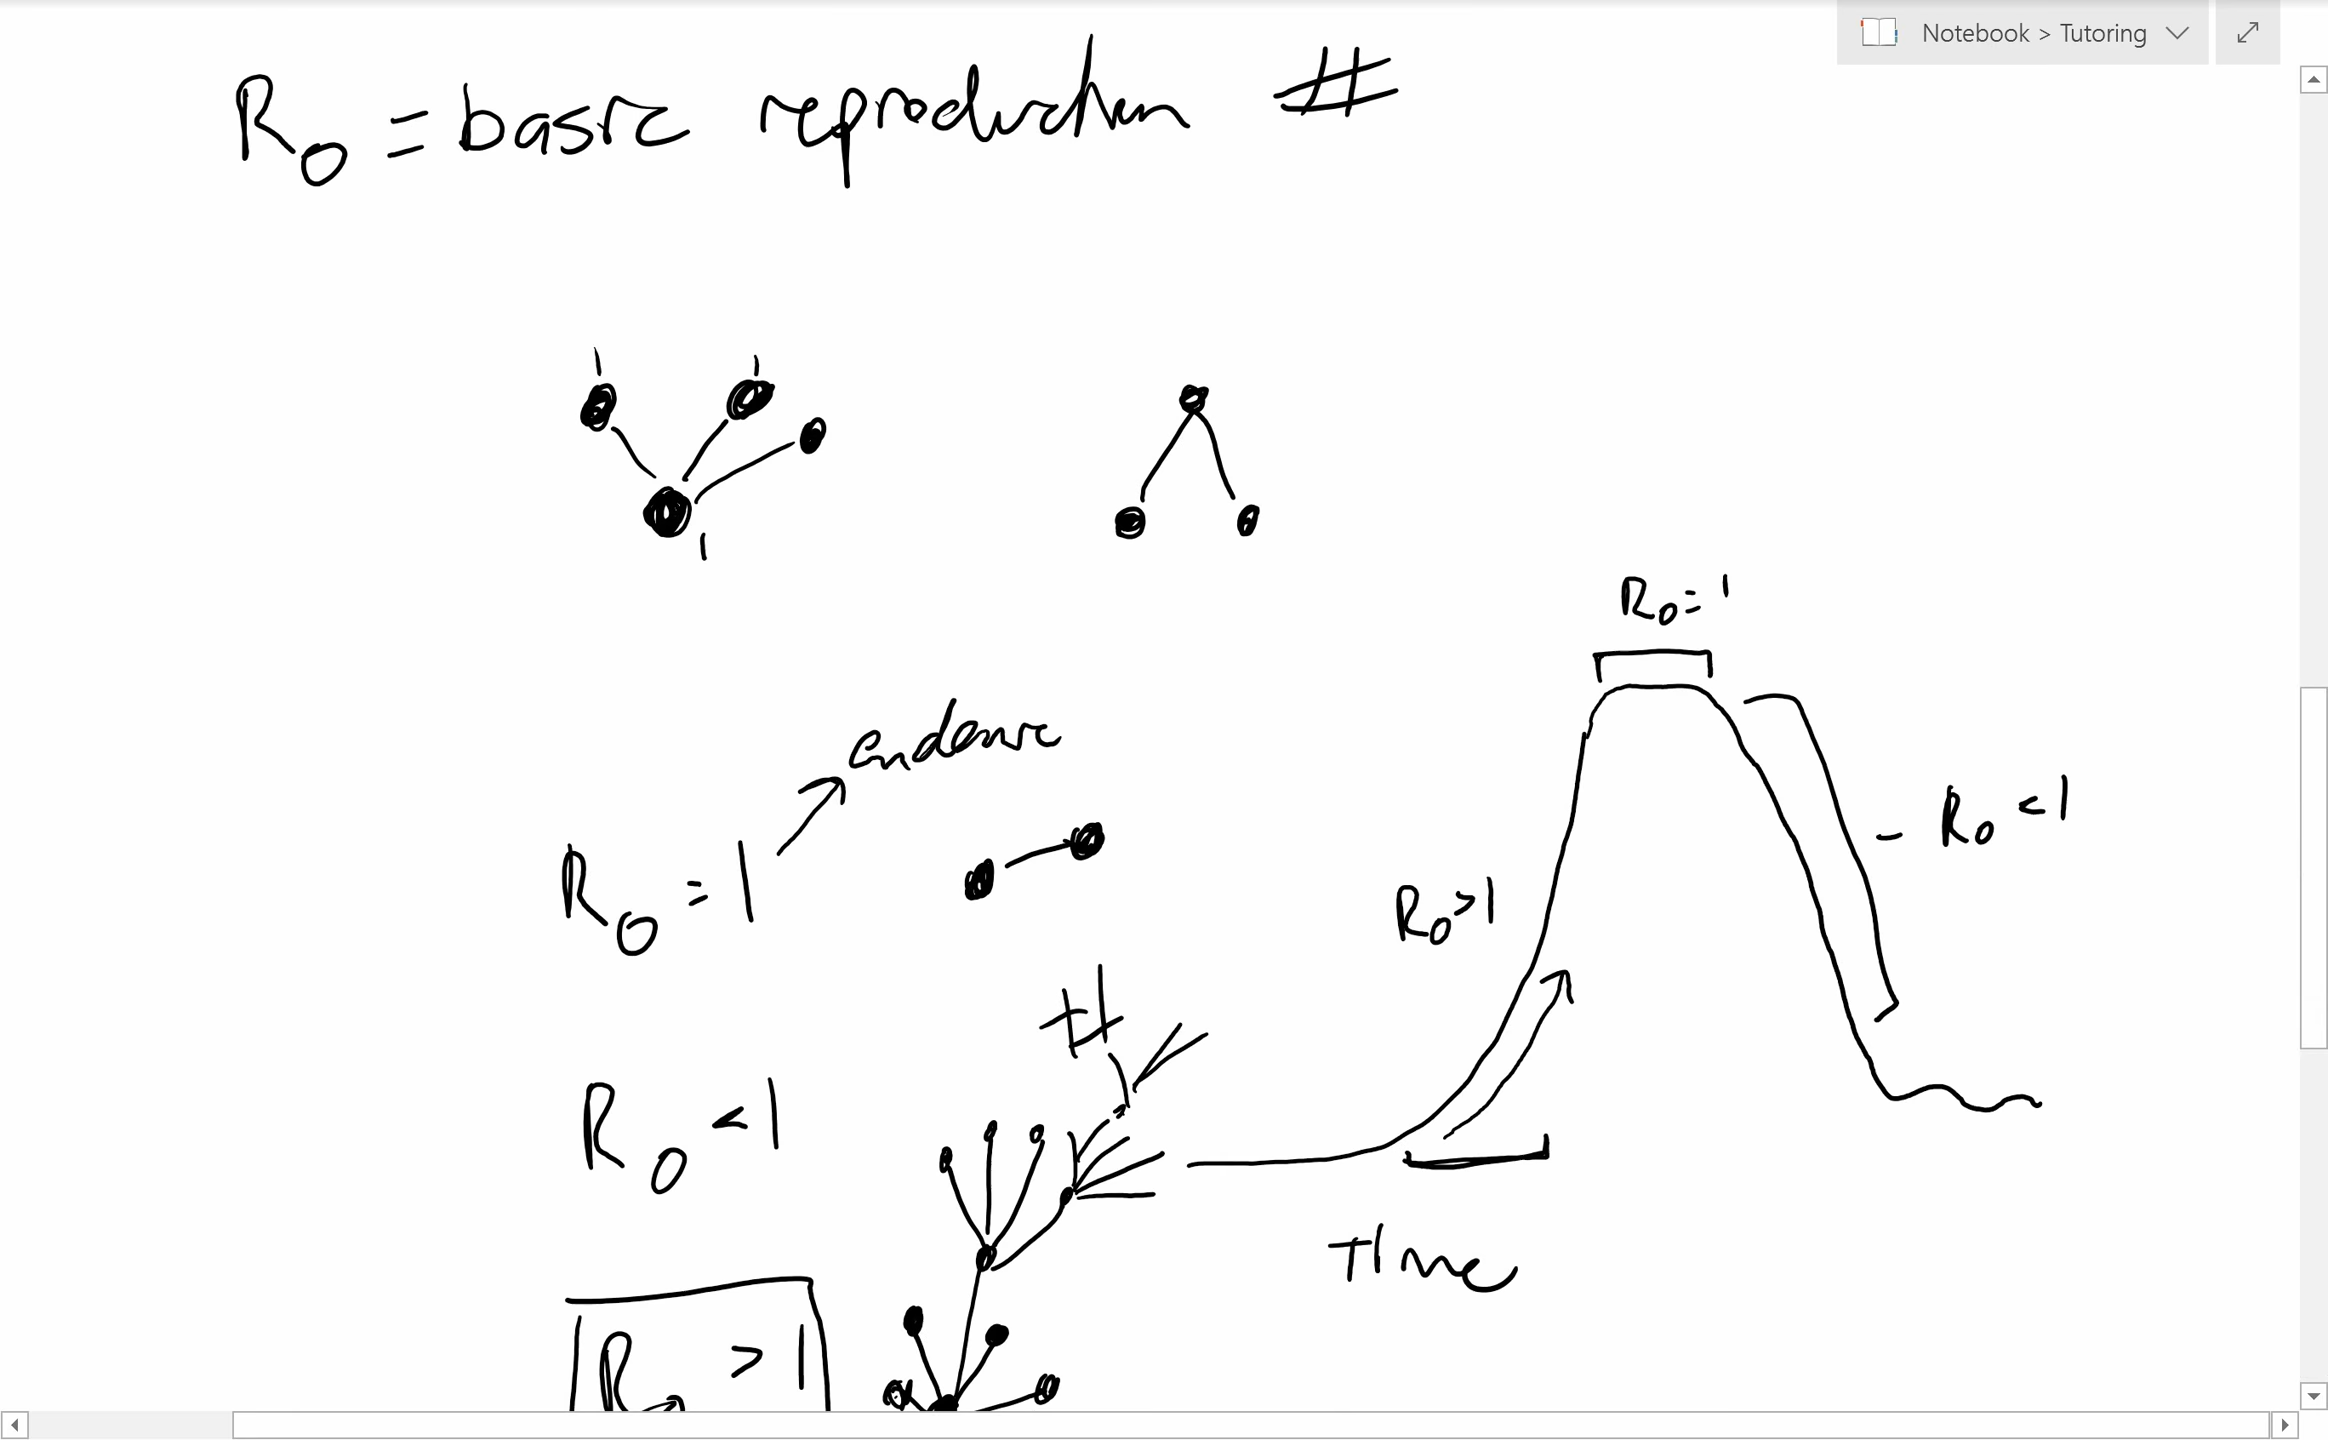 Notebook > Tutoring
R₀ = basic reproduction #
R₀ = 1
endemic
R₀ = 1
R₀ < 1
R₀ > 1
#
R₀ < 1
Time
R₀ > 1